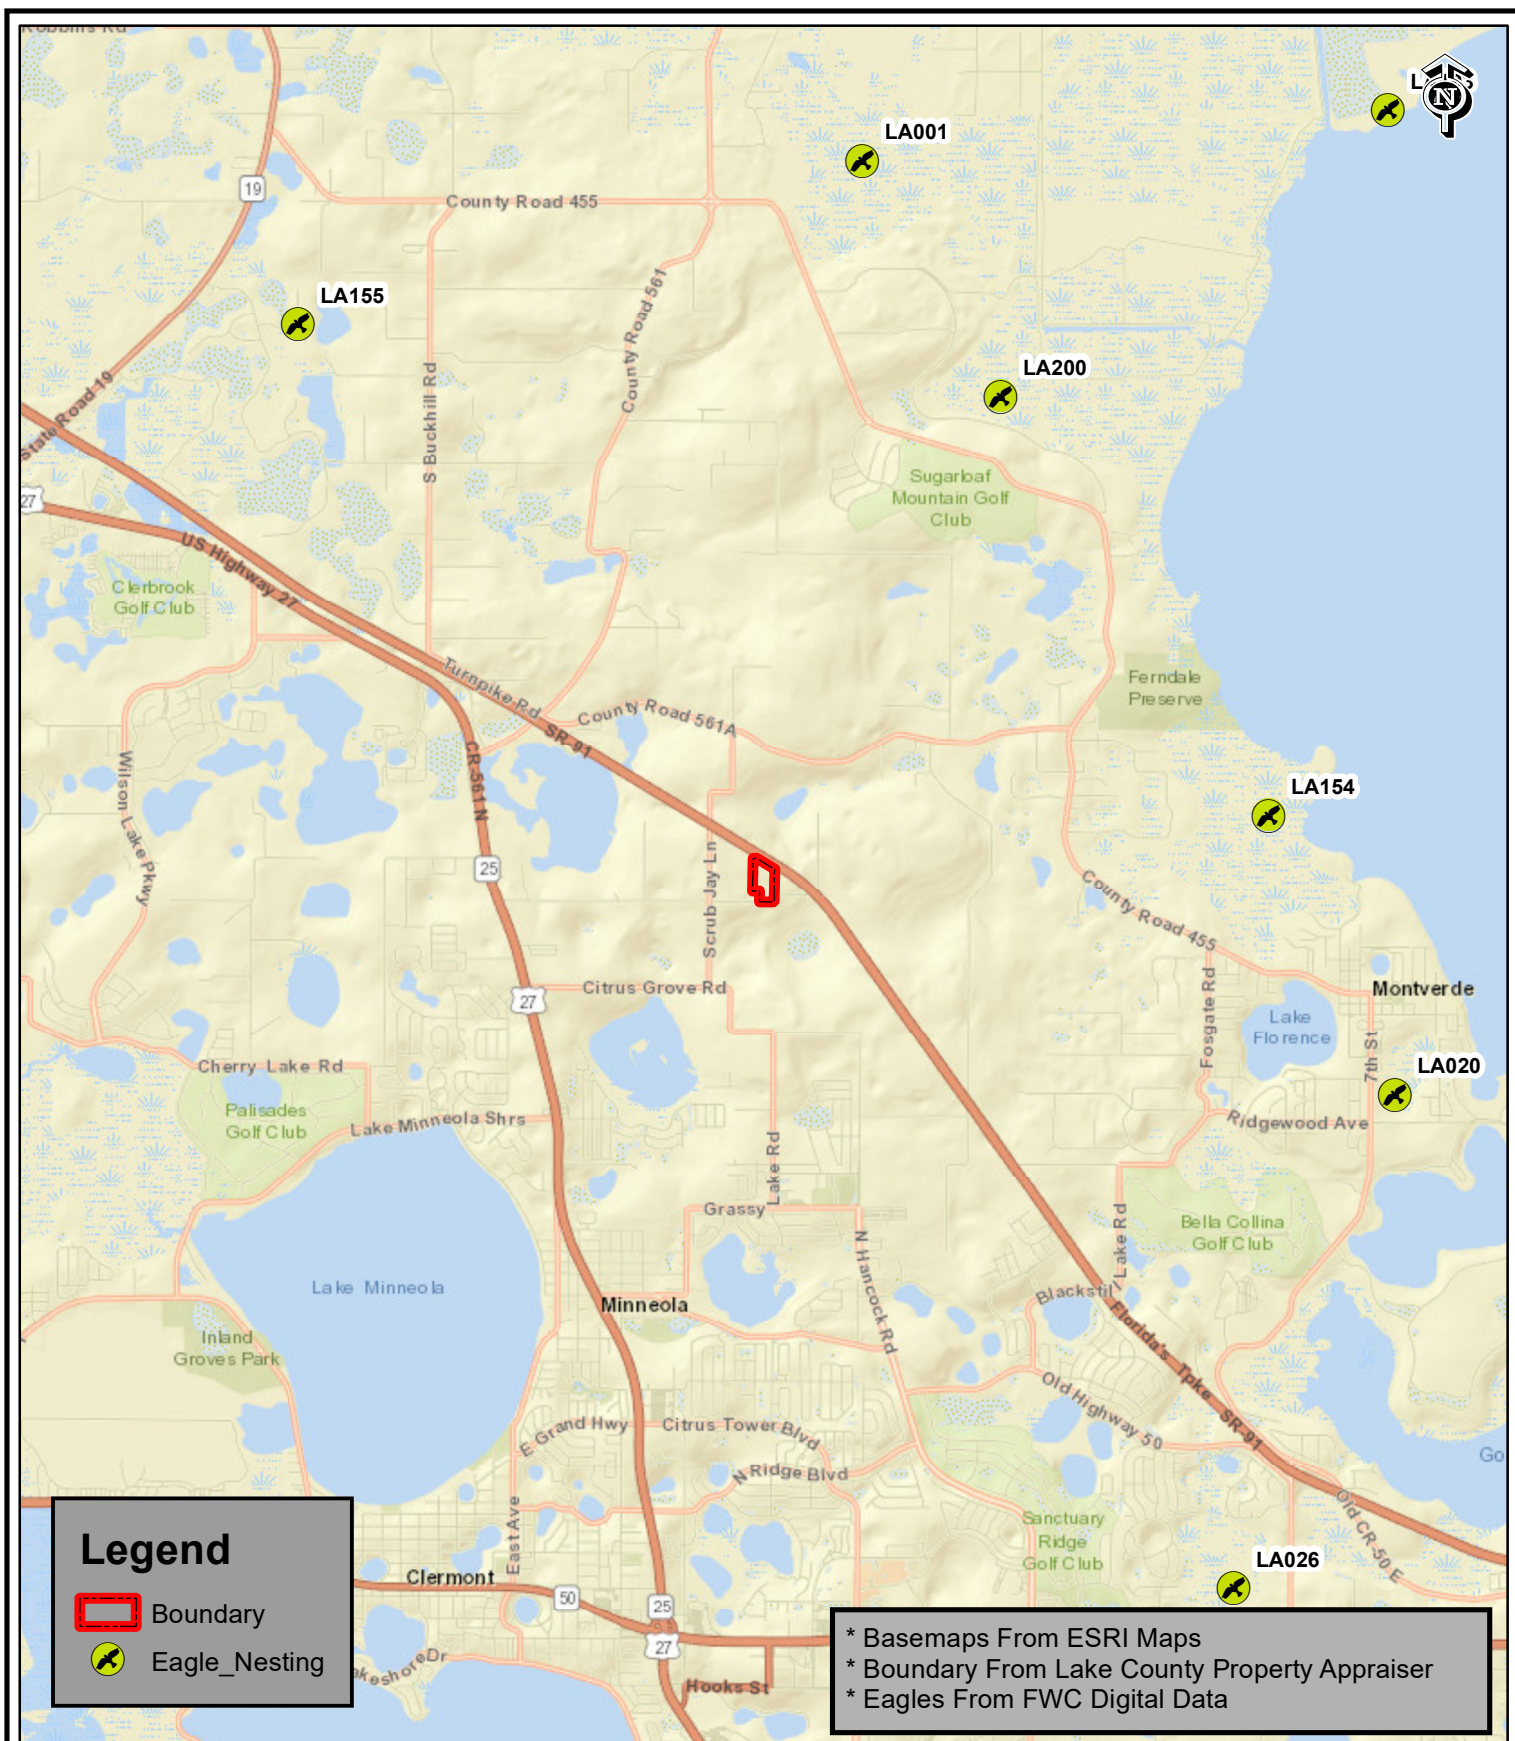 Robbins Rd
N
LA001
19
County Road 455
County Road 561
LA155
LA200
S Buckhill Rd
State Road 19
Sugarloaf
Mountain Golf
Club
27
US Highway 27
Clerbrook
Golf Club
Turnpike Rd
SR-91
County Road 561A
Ferndale
Preserve
CR-561 N
Wilson Lake Pkwy
LA154
Scrub Jay Ln
25
County Road 455
Citrus Grove Rd
27
Fosgate Rd
Montverde
Lake
Florence
7th St
LA020
Cherry Lake Rd
Palisades
Golf Club
Lake Minneola Shrs
Ridgewood Ave
Lake Rd
Grassy
N Hancock Rd
Lake Rd
Bella Collina
Golf Club
Lake Minneola
Blackstil
Minneola
Florida's Tpke SR-91
Inland
Groves Park
Old Highway 50
E Grand Hwy
Citrus Tower Blvd
N Ridge Blvd
Go
East Ave
Old CR-50 E
Sanctuary
Ridge
Golf Club
LA026
Clermont
50
25
27
Hooks St
akeshore Dr
Legend
Boundary
Eagle_Nesting
* Basemaps From ESRI Maps
* Boundary From Lake County Property Appraiser
* Eagles From FWC Digital Data